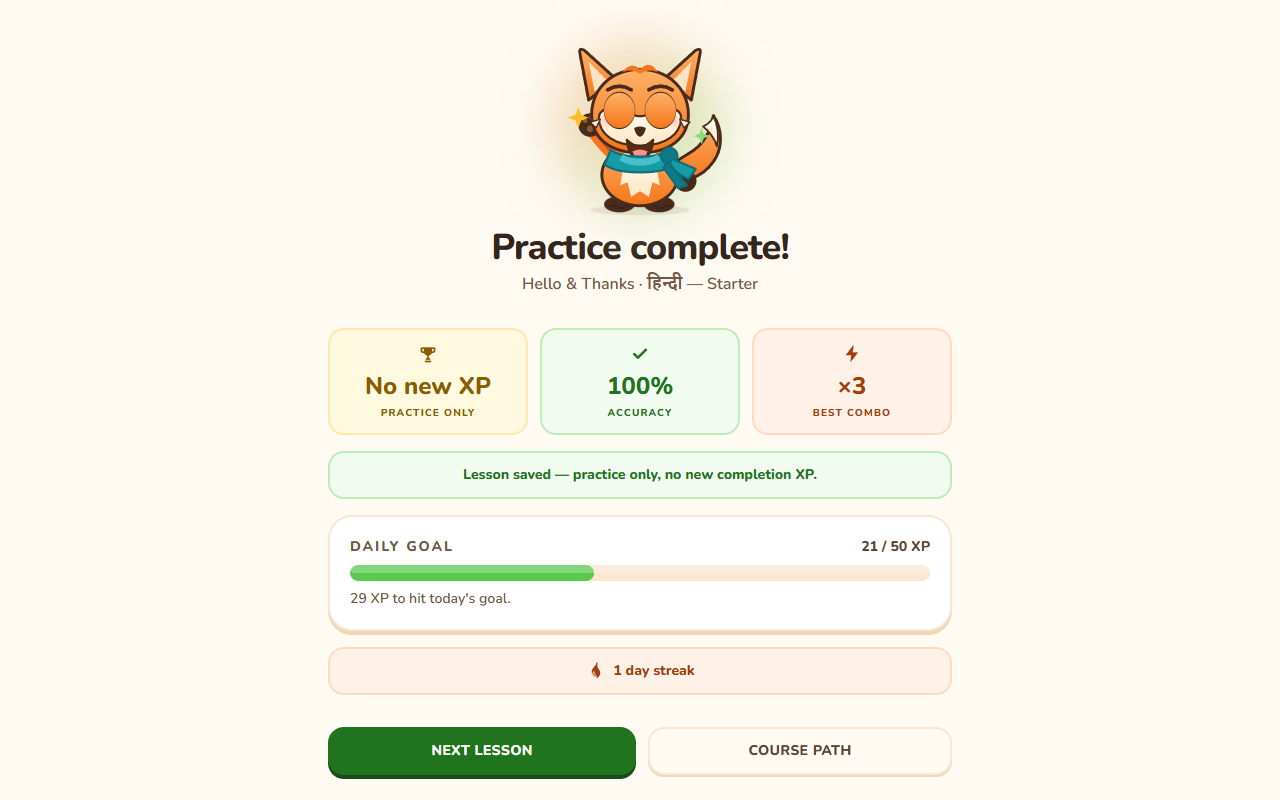 Practice complete!
Hello & Thanks · हिन्दी — Starter
No new XP
PRACTICE ONLY
100%
ACCURACY
×3
BEST COMBO
Lesson saved — practice only, no new completion XP.
DAILY GOAL
21 / 50 XP
29 XP to hit today's goal.
1 day streak
NEXT LESSON
COURSE PATH